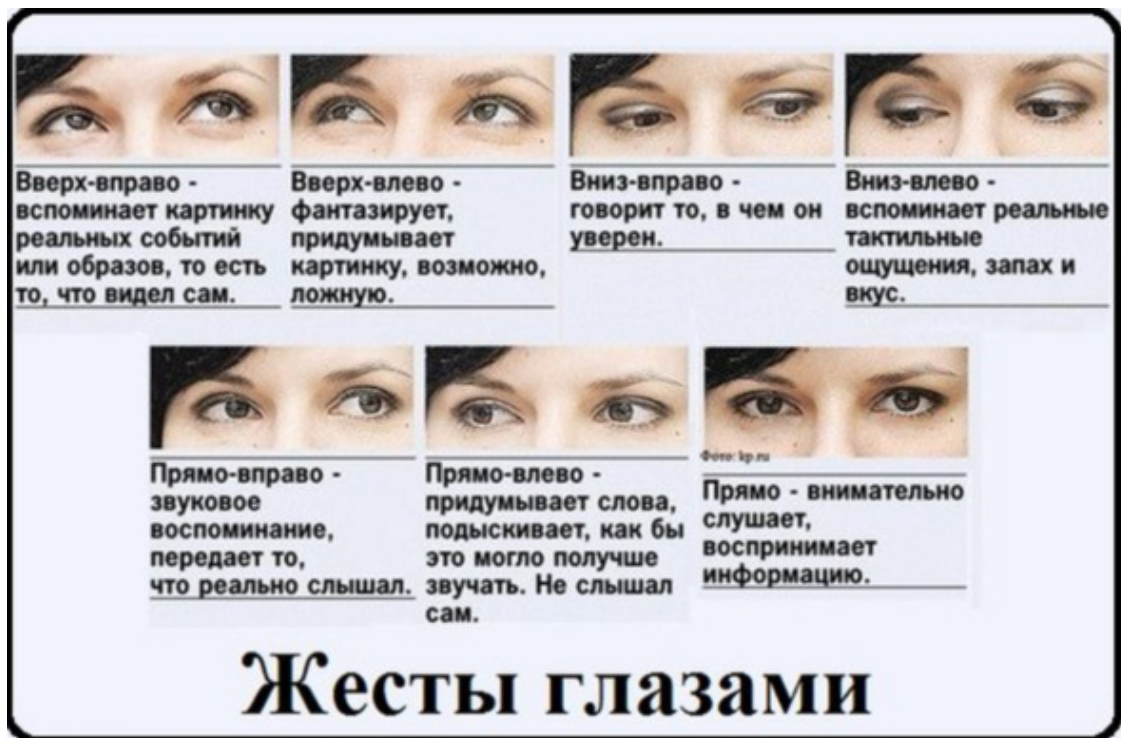 Вверх-вправо -
вспоминает картинку
реальных событий
или образов, то есть
то, что видел сам.
Вверх-влево -
фантазирует,
придумывает
картинку, возможно,
ложную.
Вниз-вправо -
говорит то, в чем он
уверен.
Вниз-влево -
вспоминает реальные
тактильные
ощущения, запах и
вкус.
Прямо-вправо -
звуковое
воспоминание,
передает то,
что реально слышал.
Прямо-влево -
придумывает слова,
подыскивает, как бы
это могло получше
звучать. Не слышал
сам.
Фото: kp.ru
Прямо - внимательно
слушает,
воспринимает
информацию.
Жесты глазами